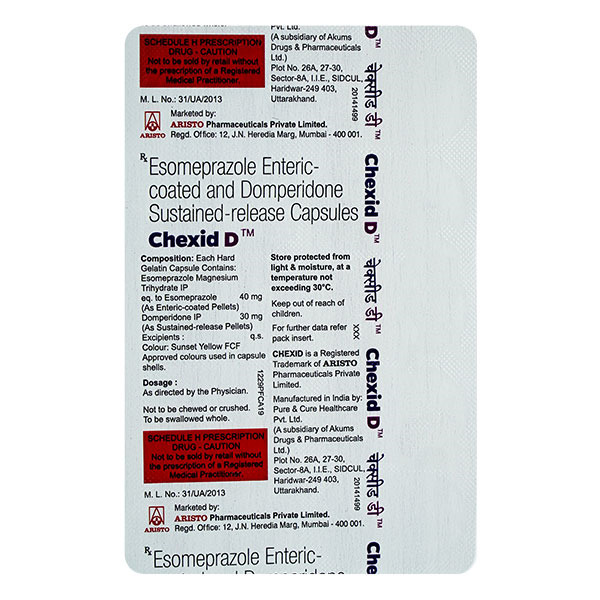 Pvt. Ltd.
(A subsidiary of Akums
Drugs & Pharmaceuticals
Ltd.)
Plot No. 26A, 27-30,
Sector-8A, I.I.E., SIDCUL,
Haridwar-249 403,
Uttarakhand.
SCHEDULE H PRESCRIPTION
DRUG - CAUTION
Not to be sold by retail without
the prescription of a Registered
Medical Practitioner.
M. L. No.: 31/UA/2013
20141499
ARISTO
Marketed by:
ARISTO Pharmaceuticals Private Limited.
Regd. Office: 12, J.N. Heredia Marg, Mumbai - 400 001.
Rx Esomeprazole Enteric-
coated and Domperidone
Sustained-release Capsules
Chexid D™
Composition: Each Hard
Gelatin Capsule Contains:
Esomeprazole Magnesium
Trihydrate IP
eq. to Esomeprazole 40 mg
(As Enteric-coated Pellets)
Domperidone IP 30 mg
(As Sustained-release Pellets)
Excipients : q.s.
Colour: Sunset Yellow FCF
Approved colours used in capsule
shells.
Dosage :
As directed by the Physician.
Not to be chewed or crushed.
To be swallowed whole.
1229PFCA19
Store protected from
light & moisture, at a
temperature not
exceeding 30°C.
Keep out of reach of
children.
For further data refer
pack insert.
XXX
CHEXID is a Registered
Trademark of ARISTO
Pharmaceuticals Private
Limited.
Manufactured in India by:
Pure & Cure Healthcare
Pvt. Ltd.
(A subsidiary of Akums
Drugs & Pharmaceuticals
Ltd.)
Plot No. 26A, 27-30,
Sector-8A, I.I.E., SIDCUL,
Haridwar-249 403,
Uttarakhand.
20141499
SCHEDULE H PRESCRIPTION
DRUG - CAUTION
Not to be sold by retail without
the prescription of a Registered
Medical Practitioner.
M. L. No.: 31/UA/2013
ARISTO
Marketed by:
ARISTO Pharmaceuticals Private Limited.
Regd. Office: 12, J.N. Heredia Marg, Mumbai - 400 001.
Rx Esomeprazole Enteric-
D™
चेक्सीड डी™
Chexid D™
चेक्सीड डी™
Chexid D™
चेक्सीड डी™